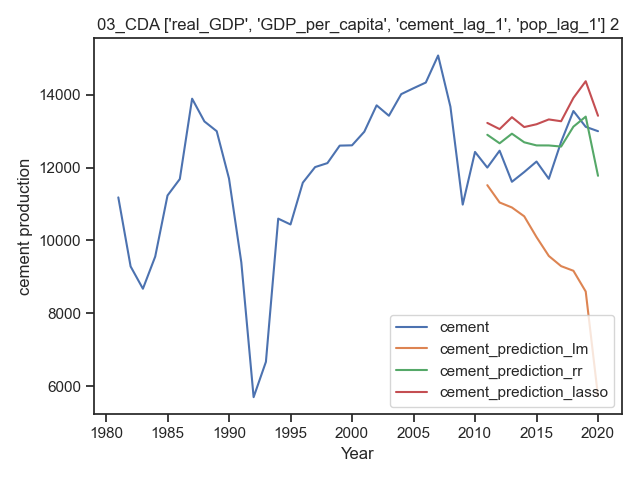 03_CDA ['real_GDP', 'GDP_per_capita', 'cement_lag_1', 'pop_lag_1'] 2
cement production
14000
12000
10000
8000
6000
cement
cement_prediction_lm
cement_prediction_rr
cement_prediction_lasso
1980 1985 1990 1995 2000 2005 2010 2015 2020
Year